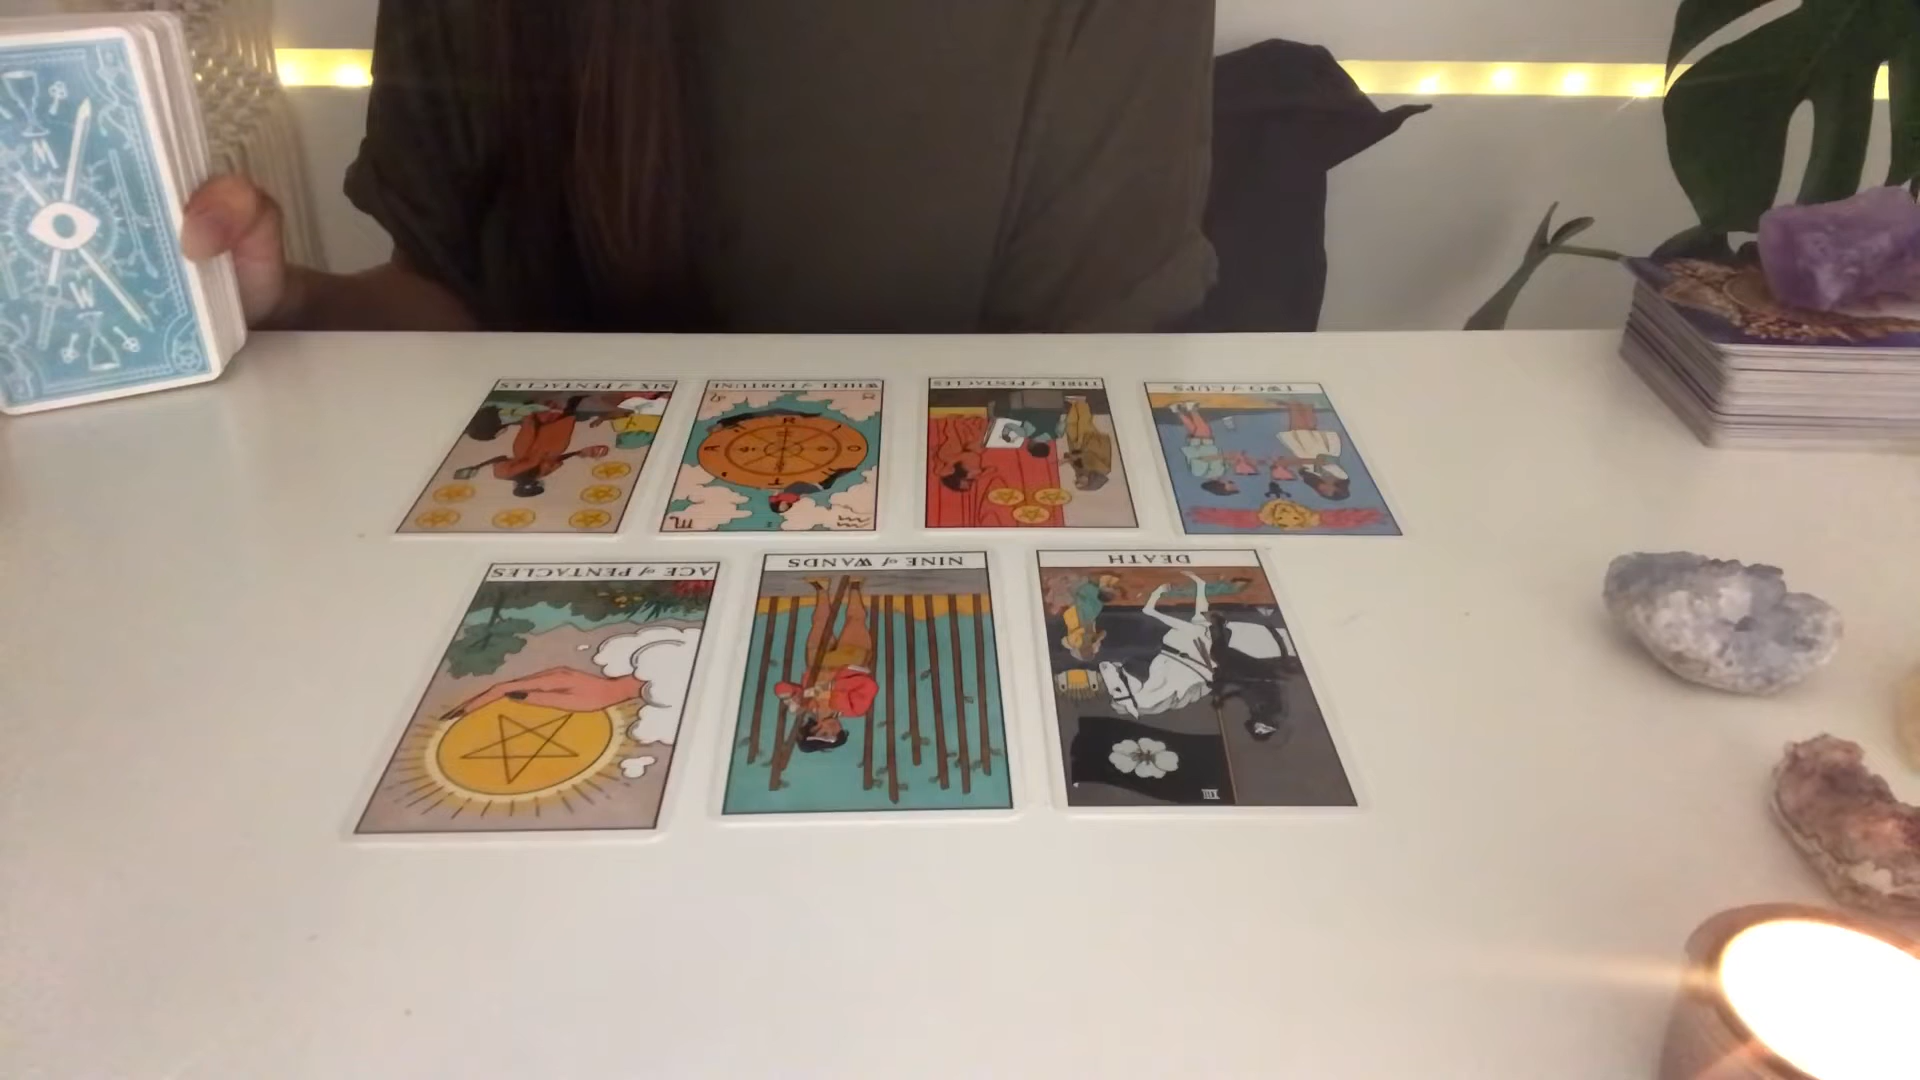 SIX of PENTACLES
WHEEL of FORTUNE
THREE of PENTACLES
TWO of CUPS
ACE of PENTACLES
NINE of WANDS
DEATH
M
W